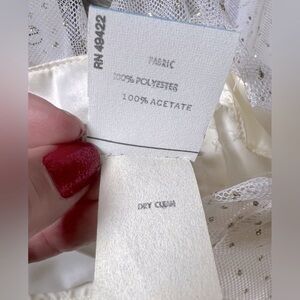 RN 49422
FABRIC
100% POLYESTER
100% ACETATE
DRY CLEAN